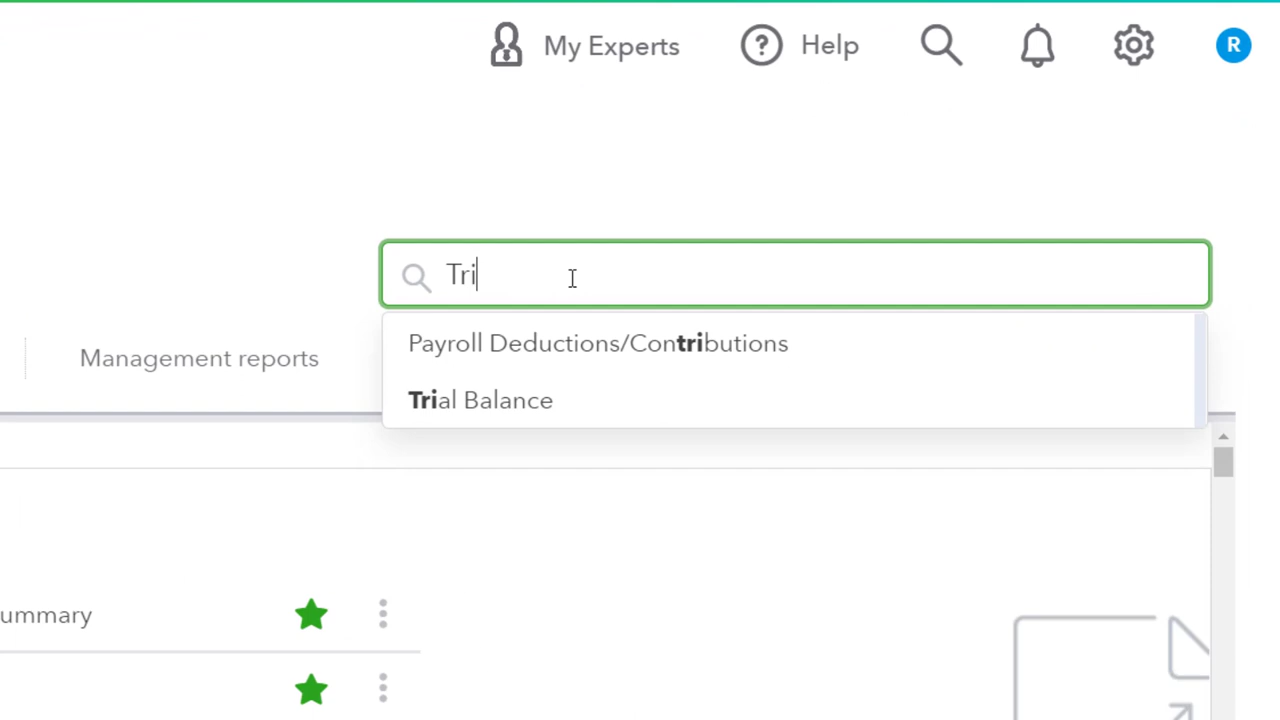 My Experts
? Help
R
Tri
Payroll Deductions/Contributions
Management reports
Trial Balance
ummary